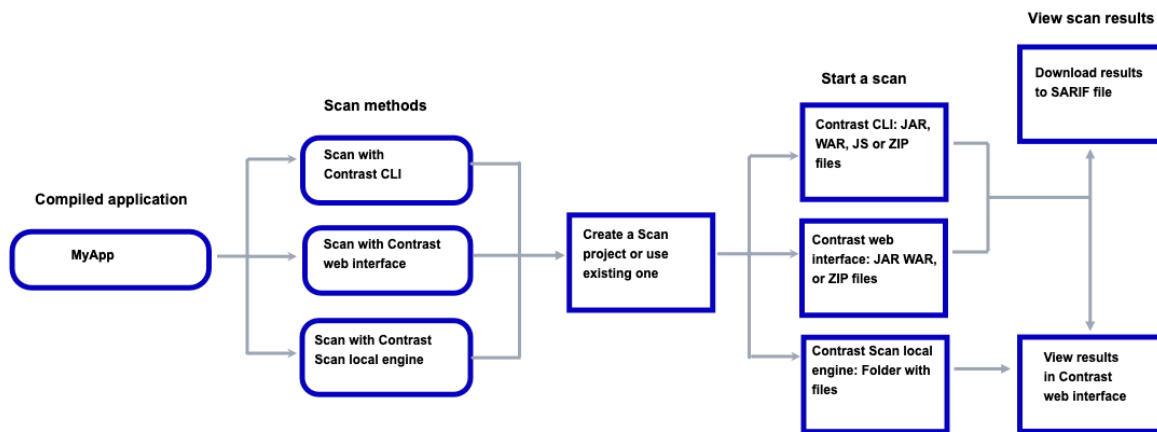 View scan results
Download results
to SARIF file
Start a scan
Scan methods
Contrast CLI: JAR,
WAR, JS or ZIP
files
Scan with
Contrast CLI
Compiled application
MyApp
Scan with Contrast
web interface
Create a Scan
project or use
existing one
Contrast web
interface: JAR WAR,
or ZIP files
Scan with Contrast
Scan local engine
Contrast Scan local
engine: Folder with
files
View results
in Contrast
web interface